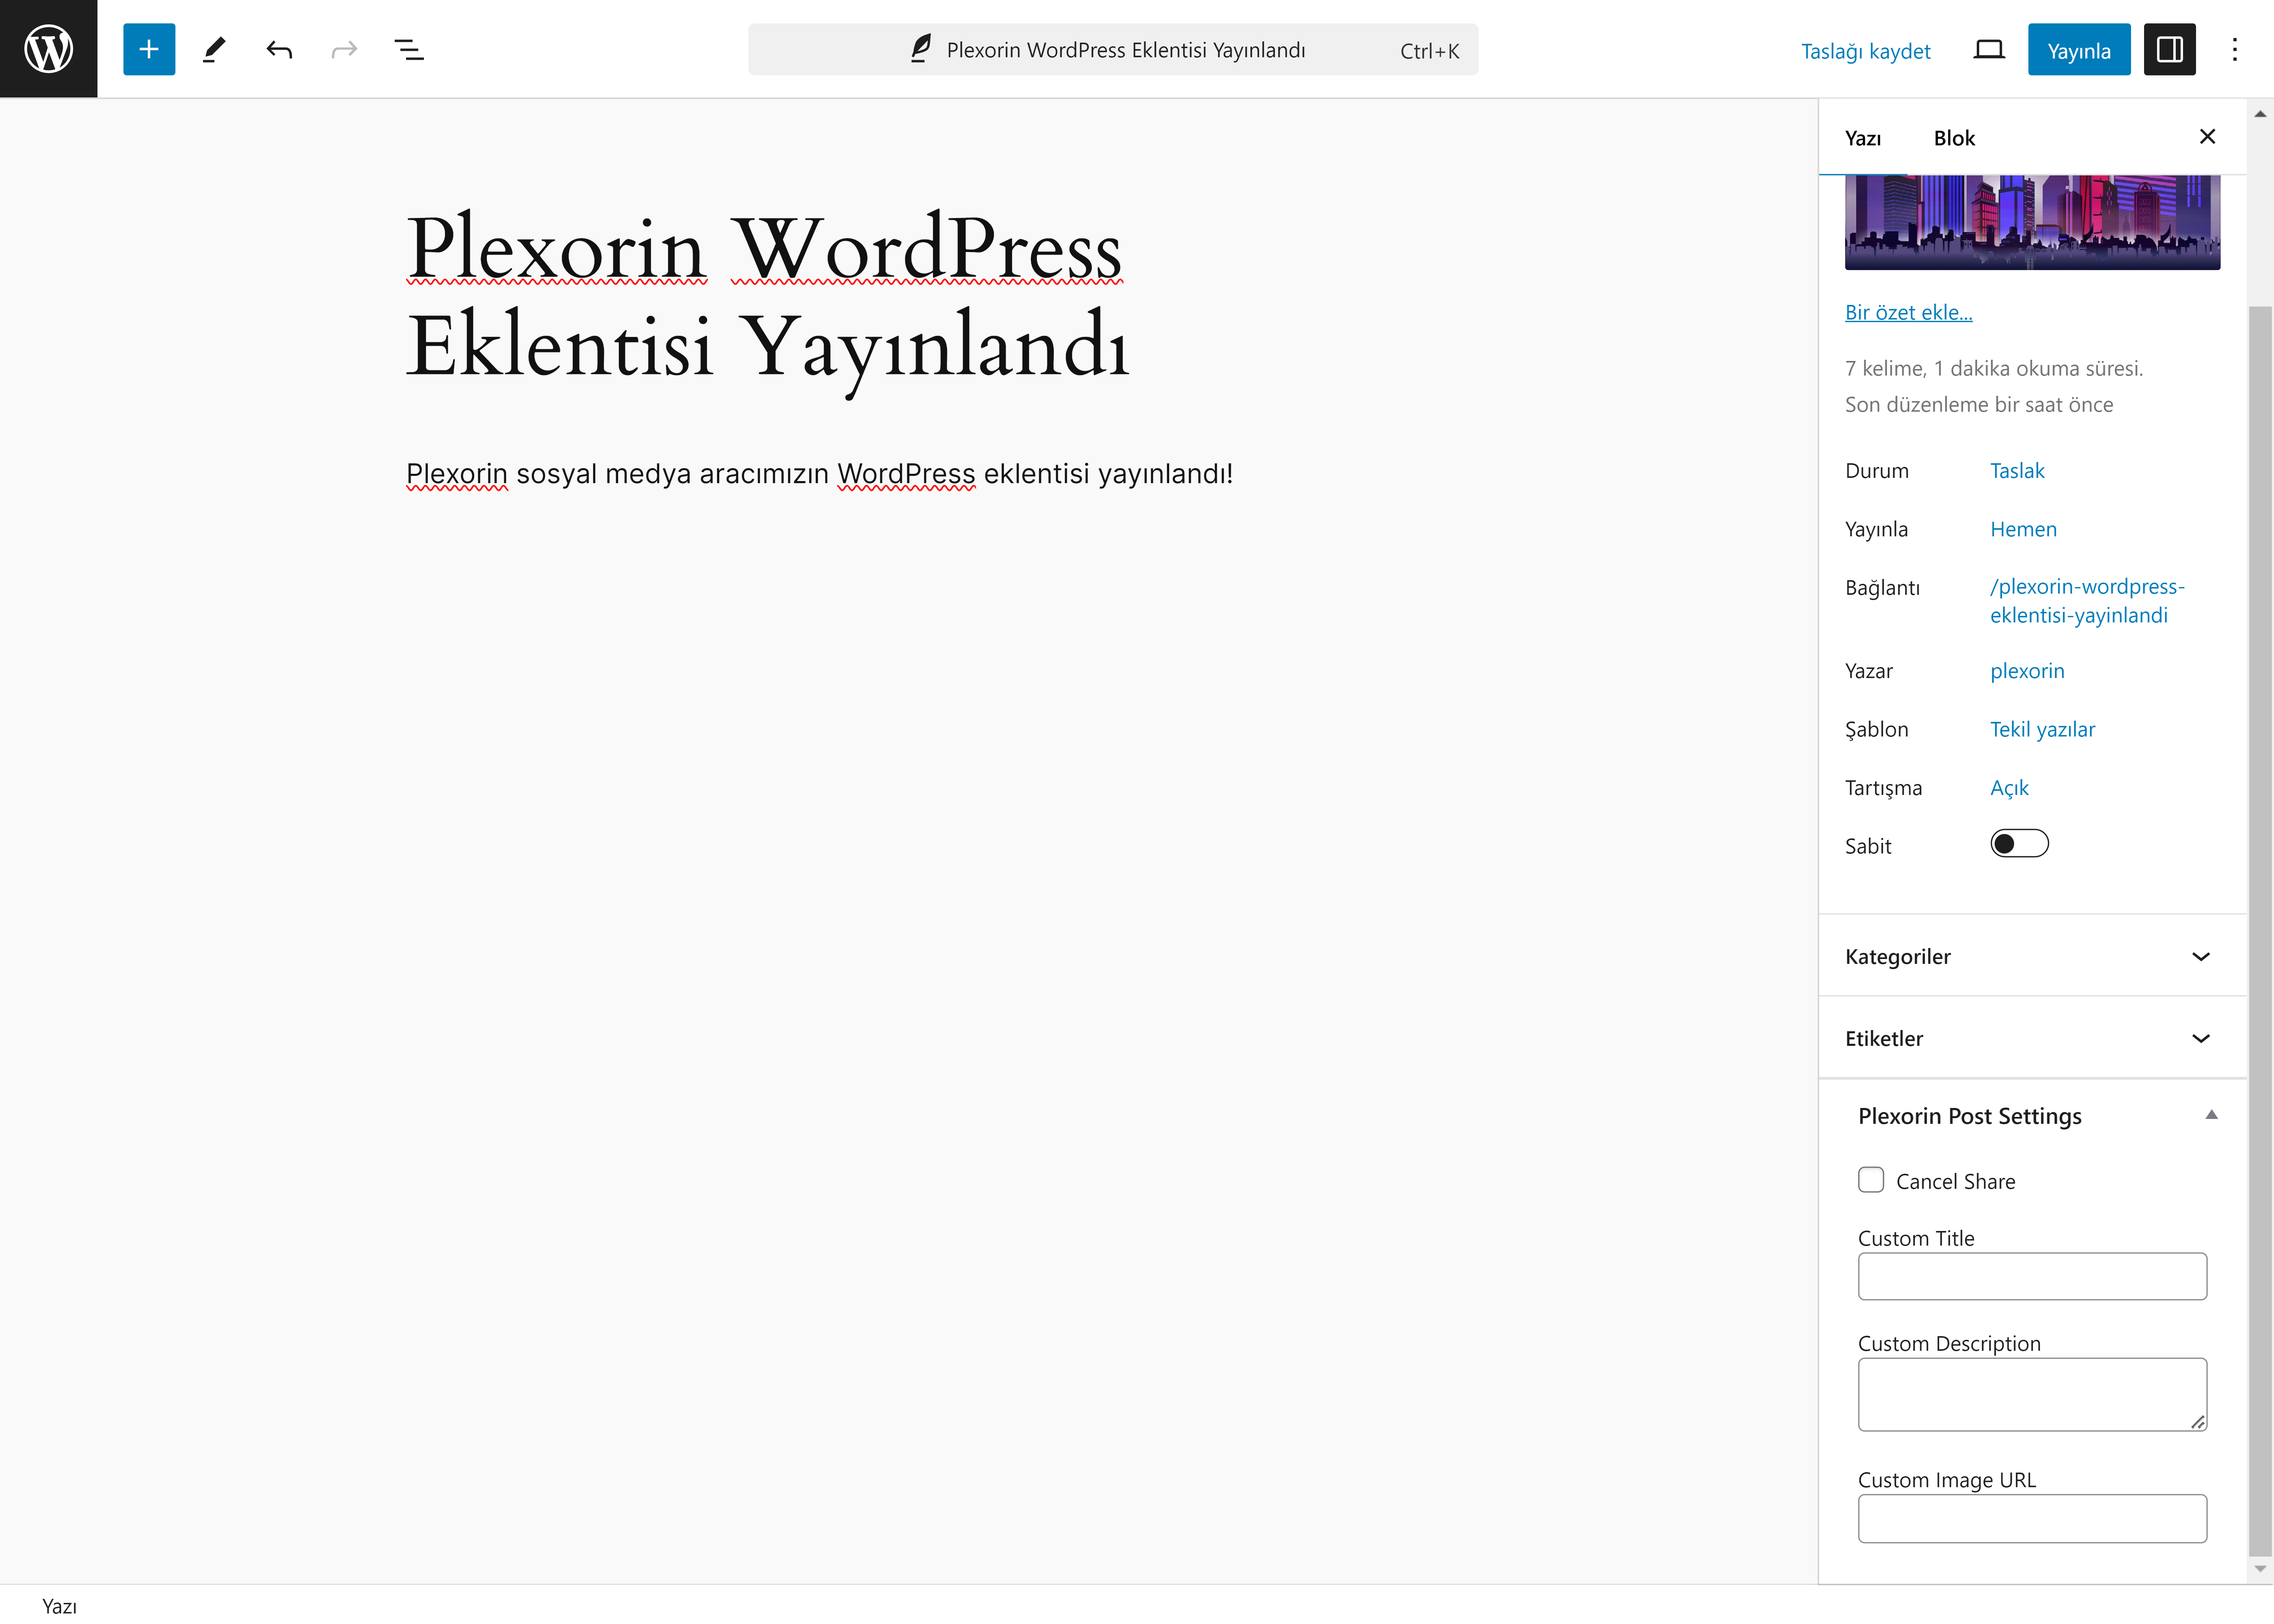 Plexorin WordPress Eklentisi Yayınlandı Ctrl+K
Taslağı kaydet
Yayınla
Plexorin WordPress
Eklentisi Yayınlandı
Plexorin sosyal medya aracımızın WordPress eklentisi yayınlandı!
Yazı Blok
Bir özet ekle...
7 kelime, 1 dakika okuma süresi.
Son düzenleme bir saat önce
Durum Taslak
Yayınla Hemen
Bağlantı /plexorin-wordpress-
eklentisi-yayinlandi
Yazar plexorin
Şablon Tekil yazılar
Tartışma Açık
Sabit
Kategoriler
Etiketler
Plexorin Post Settings
Cancel Share
Custom Title
Custom Description
Custom Image URL
Yazı